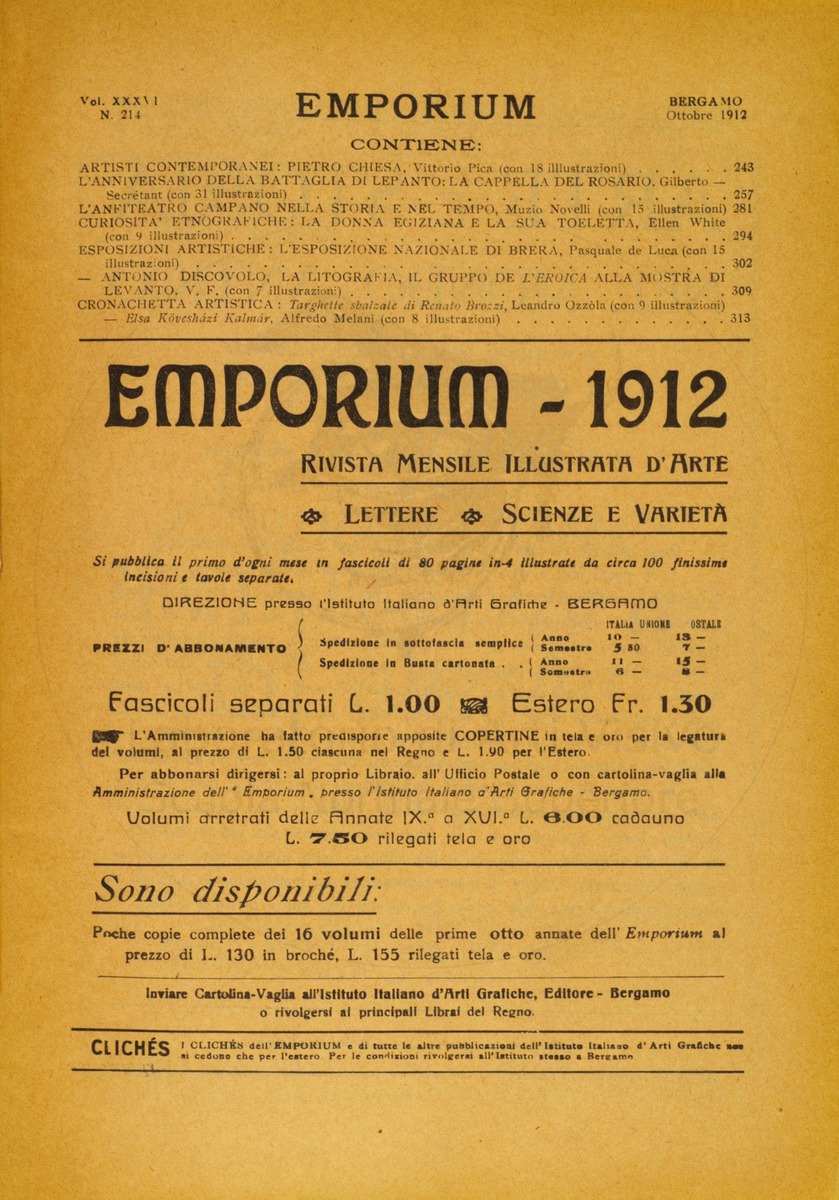 Vol. XXXVI
N. 214
EMPORIUM
BERGAMO
Ottobre 1912
CONTIENE:
ARTISTI CONTEMPORANEI: PIETRO CHIESA, Vittorio Pica (con 18 illlustrazioni) . . . . . . 243
L'ANNIVERSARIO DELLA BATTAGLIA DI LEPANTO: LA CAPPELLA DEL ROSARIO. Gilberto —
Secrétant (con 31 illustrazioni) . . . . . . . . . . . . . . . . . . . . 257
L'ANFITEATRO CAMPANO NELLA STORIA E NEL TEMPO, Muzio Novelli (con 15 illustrazioni) 281
CURIOSITA' ETNOGRAFICHE: LA DONNA EGIZIANA E LA SUA TOELETTA, Ellen White
(con 9 illustrazioni) . . . . . . . . . . . . . . . . . . . . . . . . 294
ESPOSIZIONI ARTISTICHE: L'ESPOSIZIONE NAZIONALE DI BRERA, Pasquale de Luca (con 15
illustrazioni) . . . . . . . . . . . . . . . . . . . . . . . . . . 302
— ANTONIO DISCOVOLO, LA LITOGRAFIA, IL GRUPPO DE L'EROICA ALLA MOSTRA DI
LEVANTO, V. F. (con 7 illustrazioni) . . . . . . . . . . . . . . . . . . 309
CRONACHETTA ARTISTICA: Targhette sbalzate di Renato Brozzi, Leandro Ozzòla (con 9 illustrazioni)
— Elsa Köveshàzi Kalmár, Alfredo Melani (con 8 illustrazioni) . . . . . . . . . . . . 313
EMPORIUM - 1912
RIVISTA MENSILE ILLUSTRATA D'ARTE
LETTERE SCIENZE E VARIETÀ
Si pubblica il primo d'ogni mese in fascicoli di 80 pagine in-4 illustrate da circa 100 finissime
incisioni e tavole separate.
DIREZIONE presso l'Istituto Italiano d'Arti Grafiche - BERGAMO
ITALIA UNIONE OSTALE
PREZZI D'ABBONAMENTO
Spedizione in sottofascia semplice
Anno 10 — 13 —
Semestre 5 80 7 —
Spedizione in Busta cartonata . .
Anno 11 — 15 —
Semestre 6 — 8 —
Fascicoli separati L. 1.00 Estero Fr. 1.30
L'Amministrazione ha fatto predisporre apposite COPERTINE in tela e oro per la legatura
dei volumi, al prezzo di L. 1.50 ciascuna nel Regno e L. 1.90 per l'Estero.
Per abbonarsi dirigersi: al proprio Libraio. all'Ufficio Postale o con cartolina-vaglia alla
Amministrazione dell'" Emporium „ presso l'Istituto Italiano d'Arti Grafiche - Bergamo.
Volumi arretrati delle Annate IX.a a XVI.a L. 6.00 cadauno
L. 7.50 rilegati tela e oro
Sono disponibili:
Poche copie complete dei 16 volumi delle prime otto annate dell'Emporium al
prezzo di L. 130 in broché, L. 155 rilegati tela e oro.
Inviare Cartolina-Vaglia all'Istituto Italiano d'Arti Grafiche, Editore - Bergamo
o rivolgersi ai principali Librai del Regno.
CLICHÉS
I CLICHÉS dell'EMPORIUM e di tutte le altre pubblicazioni dell'Istituto Italiano d'Arti Grafiche non
si cedono che per l'estero. Per le condizioni rivolgersi all'Istituto stesso a Bergamo